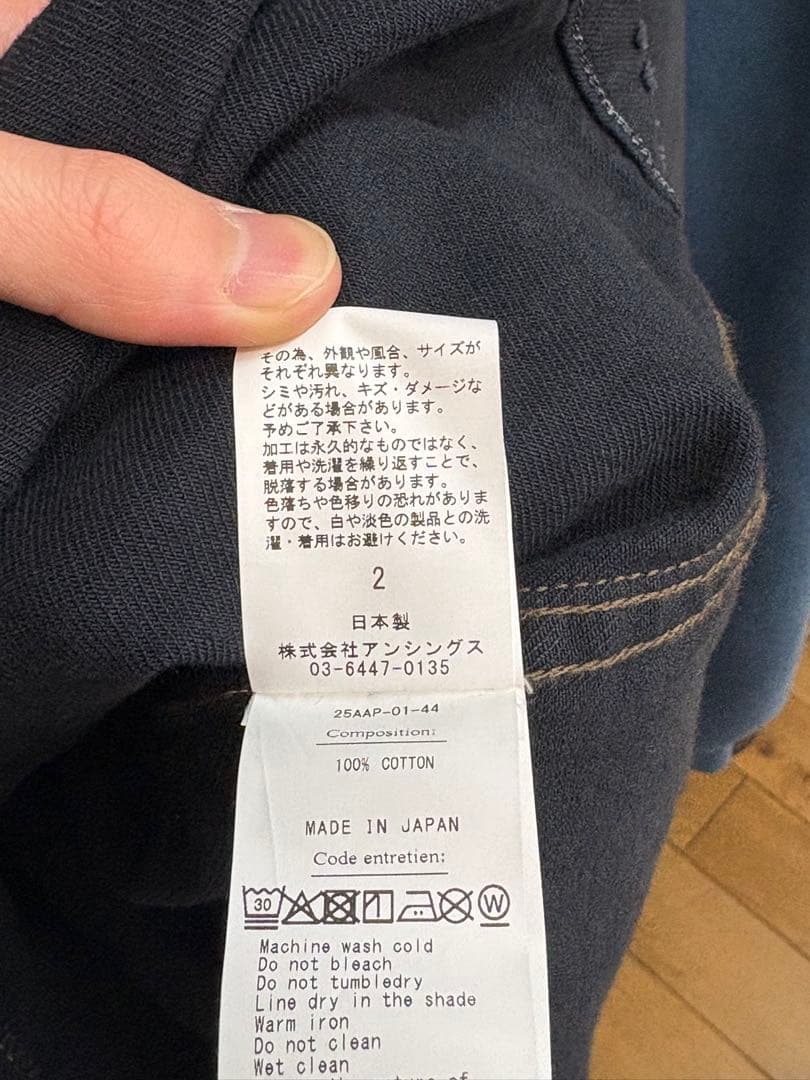 その為、外観や風合、サイズが
それぞれ異なります。
シミや汚れ、キズ・ダメージな
どがある場合があります。
予めご了承下さい。
加工は永久的なものではなく、
着用や洗濯を繰り返すことで、
脱落する場合があります。
色落ちや色移りの恐れがありま
すので、白や淡色の製品との洗
濯・着用はお避けください。
2
日本製
株式会社アンシングス
03-6447-0135
25AAP-01-44
Composition:
100% COTTON
MADE IN JAPAN
Code entretien:
30 W
Machine wash cold
Do not bleach
Do not tumbledry
Line dry in the shade
Warm iron
Do not clean
Wet clean